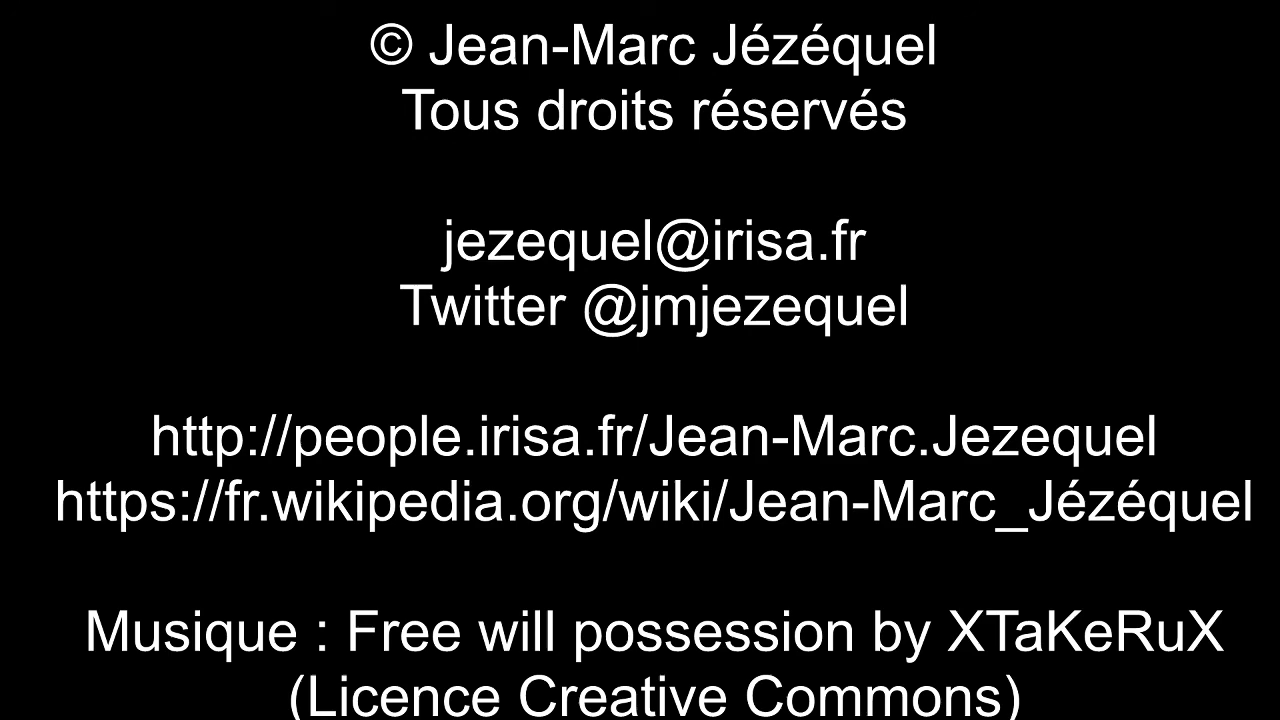 © Jean-Marc Jézéquel
Tous droits réservés
jezequel@irisa.fr
Twitter @jmjezequel
http://people.irisa.fr/Jean-Marc.Jezequel
https://fr.wikipedia.org/wiki/Jean-Marc_Jézéquel
Musique : Free will possession by XTaKeRuX
(Licence Creative Commons)